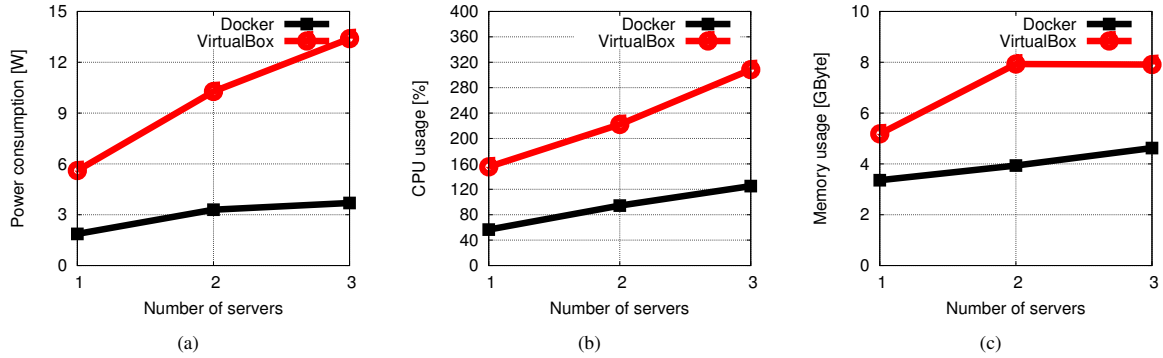 Power consumption [W]
15
12
9
6
3
0
Docker
VirtualBox
1 2 3
Number of servers
(a)
CPU usage [%]
400
360
320
280
240
200
160
120
80
40
0
Docker
VirtualBox
1 2 3
Number of servers
(b)
Memory usage [GByte]
10
8
6
4
2
0
Docker
VirtualBox
1 2 3
Number of servers
(c)